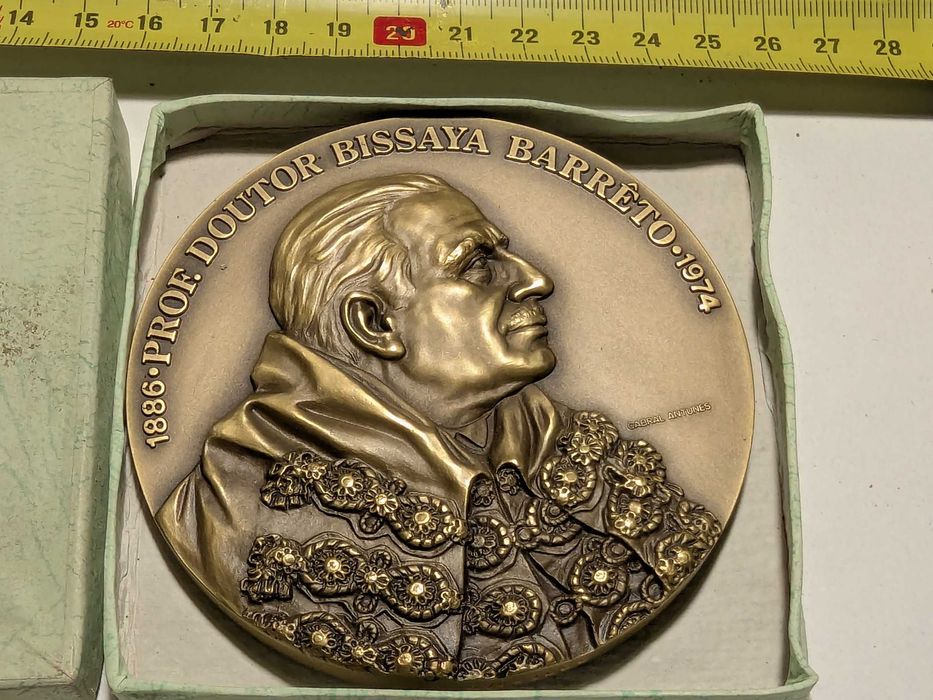 14 15 20°C 16 17 18 19 20 21 22 23 24 25 26 27 28
1886·PROF. DOUTOR BISSAYA BARRÊTO·1974
CABRAL ANTUNES